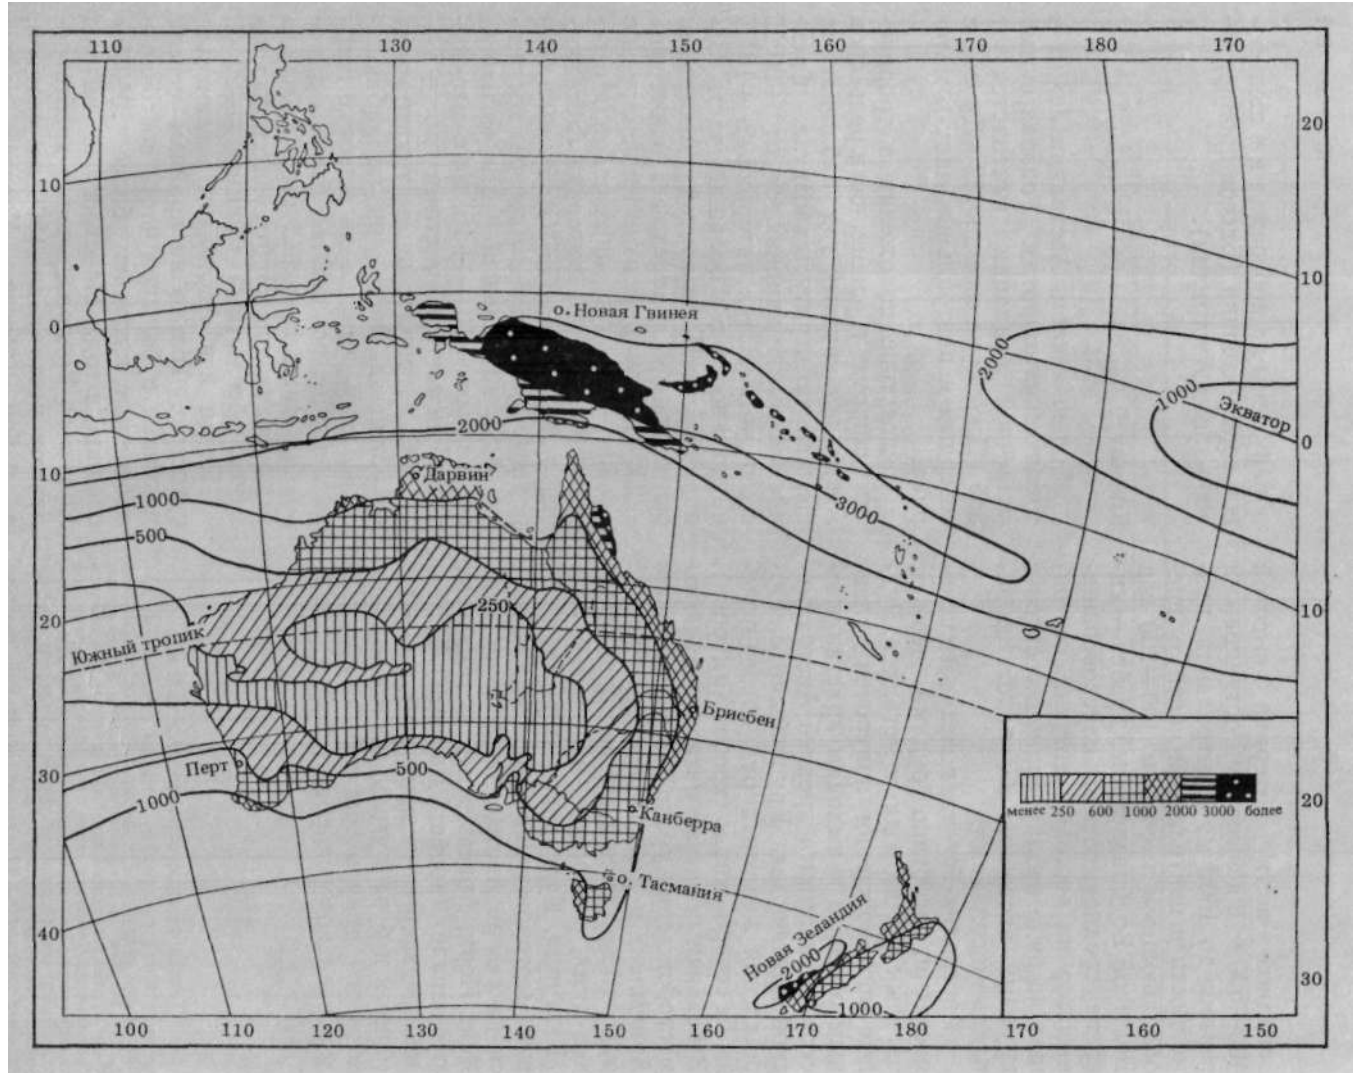 110 130 140 150 160 170 180 170
20
10
10
0
о. Новая Гвинея
2000
1000
Экватор
0
2000
10
Дарвин
1000
3000
500
250
10
20
Южный тропик
Брисбен
Перт
500
30
1000
20
менее 250 600 1000 2000 3000 более
Канберра
о. Тасмания
Новая Зеландия
40
2000
30
1000
100 110 120 130 140 150 160 170 180 170 160 150